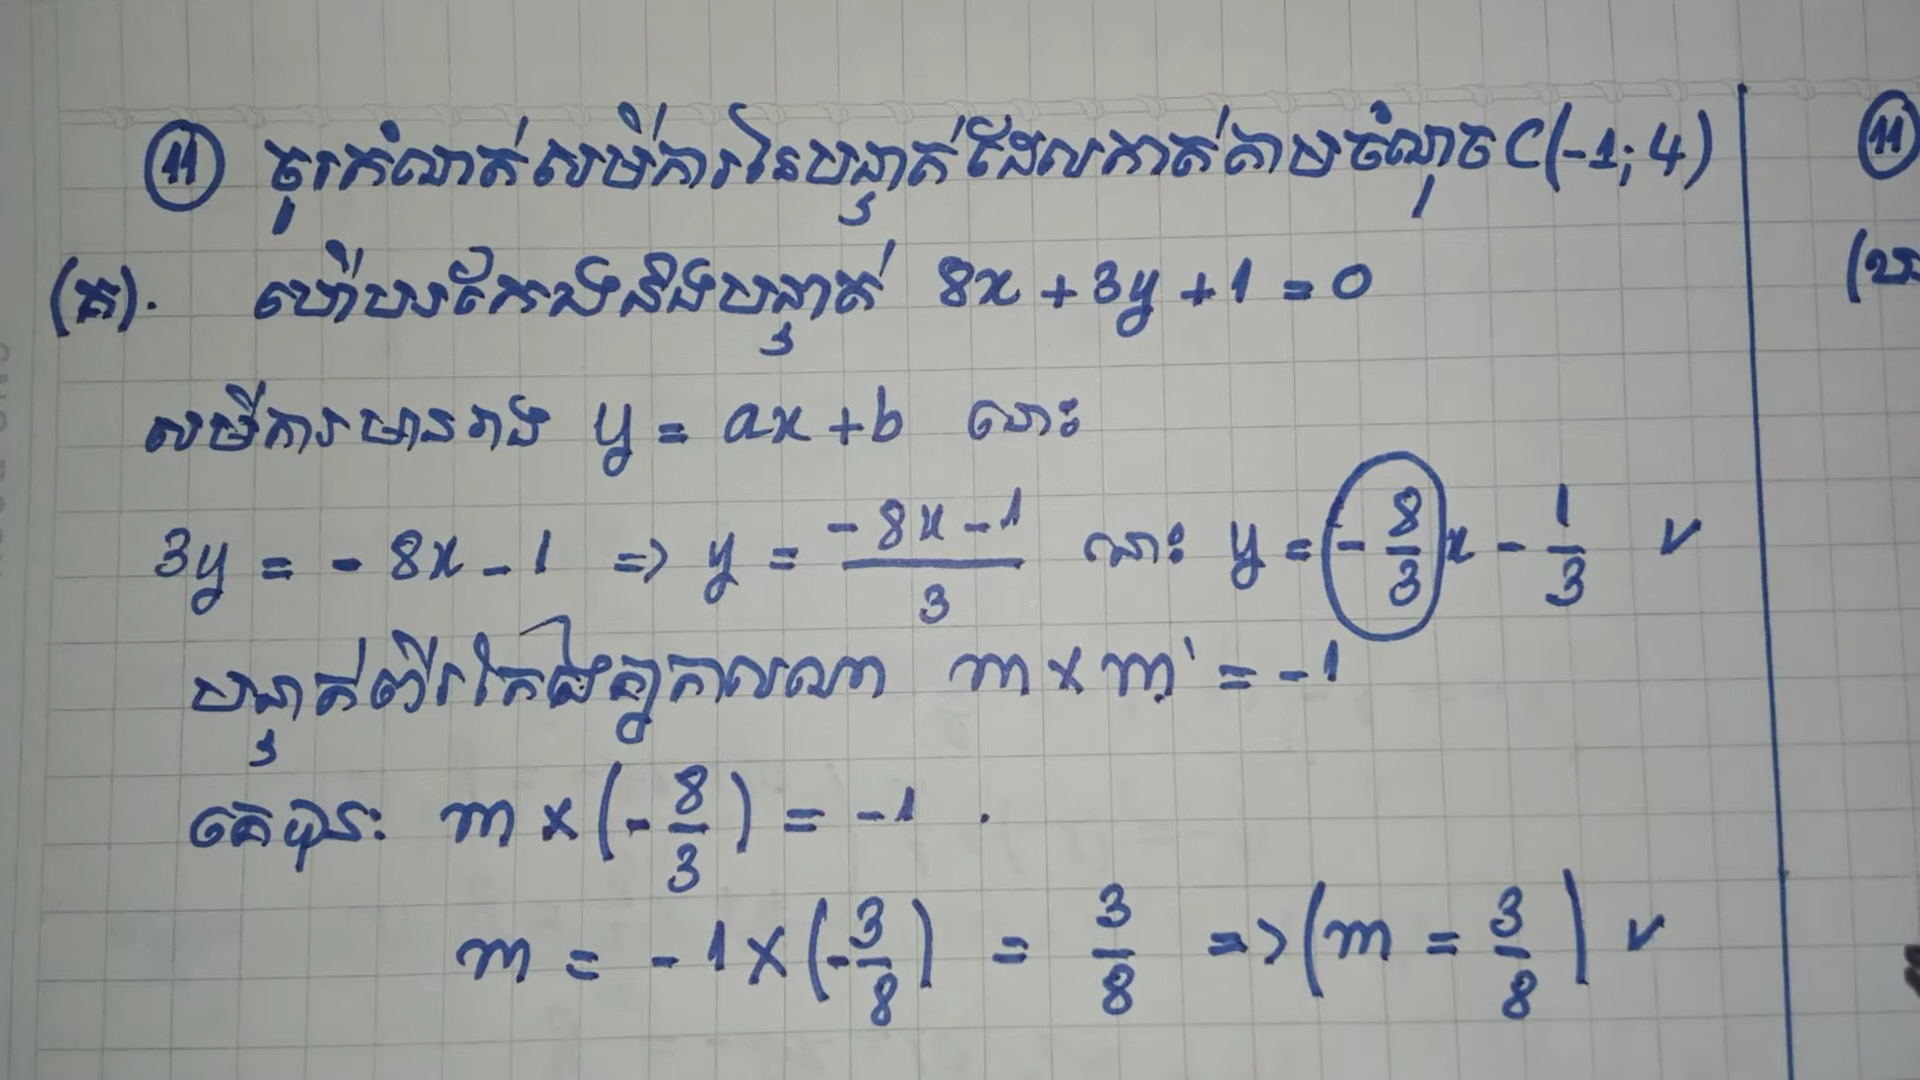 11 ចូរកំណត់សមីការនៃបន្ទាត់ដែលកាត់តាមចំណុច C(-1; 4)
(គ). ហើយកែងនឹងបន្ទាត់ 8x + 3y + 1 = 0
សមីការមានរាង y = ax + b នោះ
3y = - 8x - 1 => y = (-8x - 1)/3 នោះ y = - 8/3 x - 1/3 ✓
បន្ទាត់ពីរកែងគ្នាកាលណា m x m' = -1
គេបាន: m x (- 8/3) = -1 .
m = - 1 x (- 3/8) = 3/8 => (m = 3/8) ✓
11